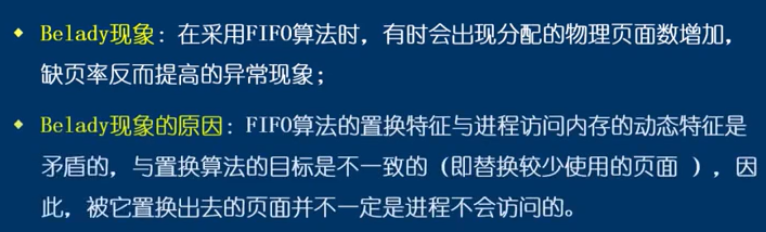 Belady现象：在采用FIFO算法时，有时会出现分配的物理页面数增加，
缺页率反而提高的异常现象；
Belady现象的原因：FIFO算法的置换特征与进程访问内存的动态特征是
矛盾的，与置换算法的目标是不一致的（即替换较少使用的页面 ），因
此，被它置换出去的页面并不一定是进程不会访问的。